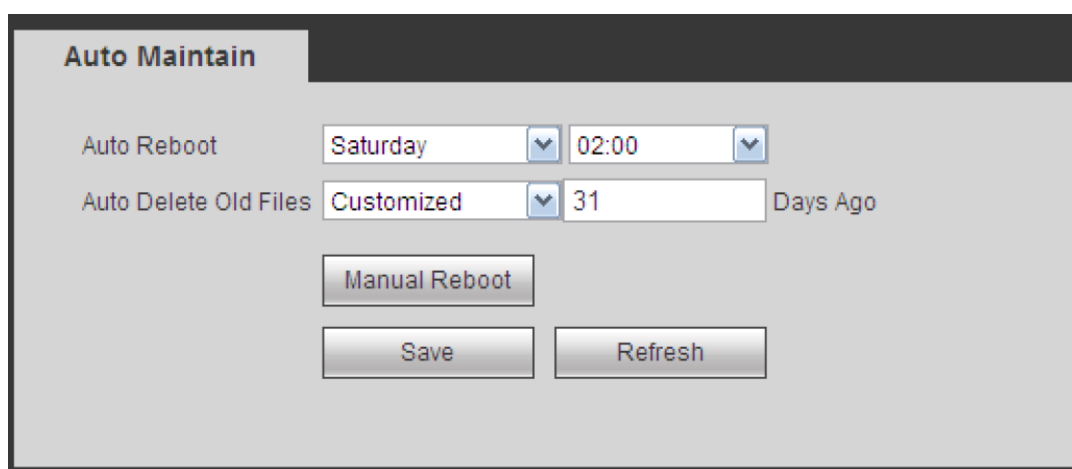 Auto Maintain
Auto Reboot Saturday 02:00
Auto Delete Old Files Customized 31 Days Ago
Manual Reboot
Save Refresh